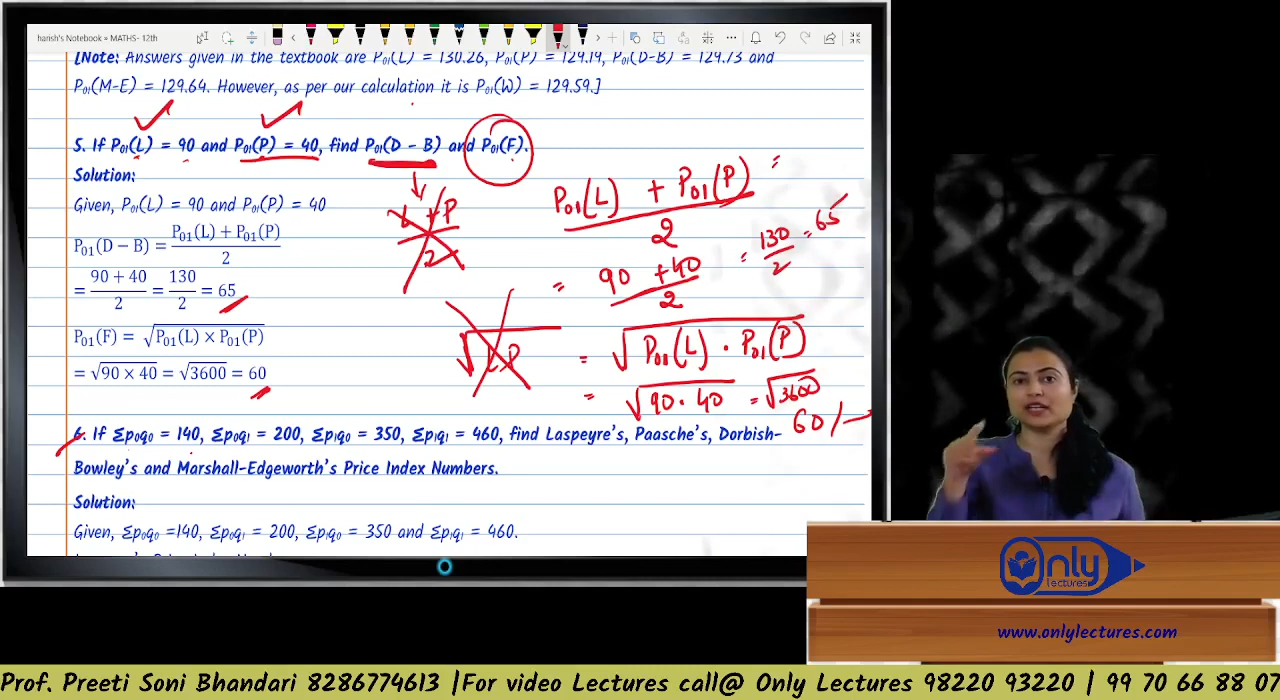 harish's Notebook » MATHS- 12th
[Note: Answers given in the textbook are P₀₁(L) = 130.26, P₀₁(P) = 129.19, P₀₁(D-B) = 129.73 and
P₀₁(M-E) = 129.64. However, as per our calculation it is P₀₁(W) = 129.59.]
5. If P₀₁(L) = 90 and P₀₁(P) = 40, find P₀₁(D – B) and P₀₁(F).
Solution:
Given, P₀₁(L) = 90 and P₀₁(P) = 40
P₀₁(D − B) = (P₀₁(L) + P₀₁(P))/2
= (90 + 40)/2 = 130/2 = 65
P₀₁(F) = √(P₀₁(L) × P₀₁(P))
= √(90 × 40) = √3600 = 60
L+P
2
√L.P
(P₀₁(L) + P₀₁(P))/2 =
= (90 + 40)/2 = 130/2 = 65
= √(P₀₁(L) · P₀₁(P))
= √(90 · 40) = √3600
60/-
6. If Σp₀q₀ = 140, Σp₀q₁ = 200, Σp₁q₀ = 350, Σp₁q₁ = 460, find Laspeyre's, Paasche's, Dorbish-
Bowley's and Marshall-Edgeworth's Price Index Numbers.
Solution:
Given, Σp₀q₀ =140, Σp₀q₁ = 200, Σp₁q₀ = 350 and Σp₁q₁ = 460.
Only
lectures
www.onlylectures.com
Prof. Preeti Soni Bhandari 8286774613 |For video Lectures call@ Only Lectures 98220 93220 | 99 70 66 88 07